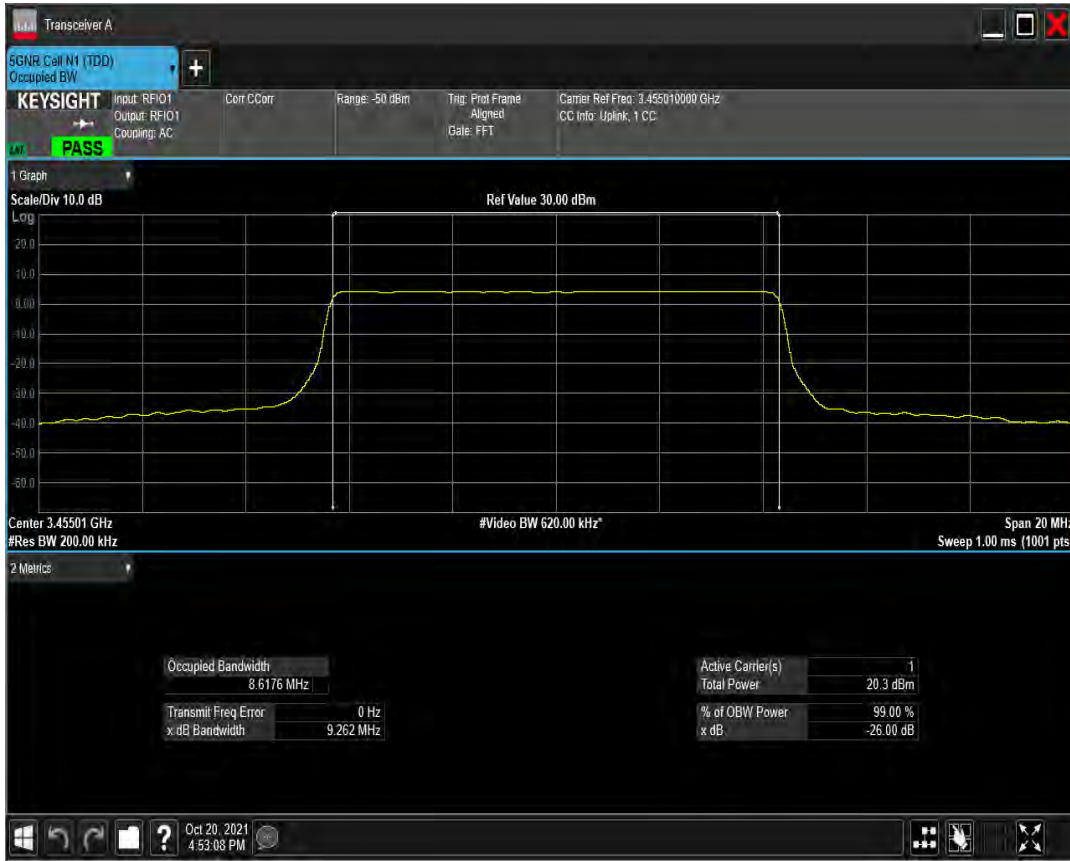 Transceiver A
5GNR Cell N1 (TDD)
Occupied BW
+
KEYSIGHT
Input: RFIO1
Output: RFIO1
Coupling: AC
Corr CCorr
Range: -50 dBm
Trig: Prot Frame
Aligned
Gate: FFT
Carrier Ref Freq: 3.455010000 GHz
CC Info: Uplink, 1 CC
PASS
1 Graph
Scale/Div 10.0 dB
Ref Value 30.00 dBm
Log
20.0
10.0
0.00
-10.0
-20.0
-30.0
-40.0
-50.0
-60.0
Center 3.45501 GHz
#Video BW 620.00 kHz*
Span 20 MHz
#Res BW 200.00 kHz
Sweep 1.00 ms (1001 pts
2 Metrics
Occupied Bandwidth
8.6176 MHz
Transmit Freq Error 0 Hz
x dB Bandwidth 9.262 MHz
Active Carrier(s) 1
Total Power 20.3 dBm
% of OBW Power 99.00 %
x dB -26.00 dB
?
Oct 20, 2021
4:53:08 PM